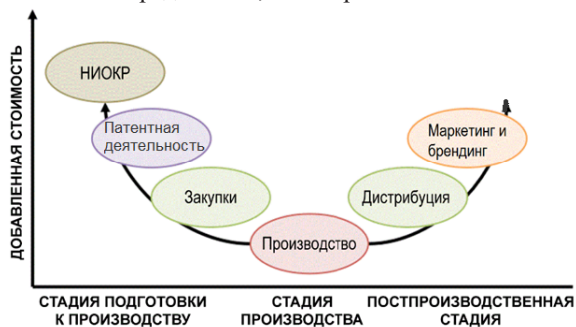 ДОБАВЛЕННАЯ СТОИМОСТЬ
НИОКР
Патентная
деятельность
Закупки
Производство
Дистрибуция
Маркетинг и
брендинг
СТАДИЯ ПОДГОТОВКИ
К ПРОИЗВОДСТВУ
СТАДИЯ
ПРОИЗВОДСТВА
ПОСТПРОИЗВОДСТВЕННАЯ
СТАДИЯ